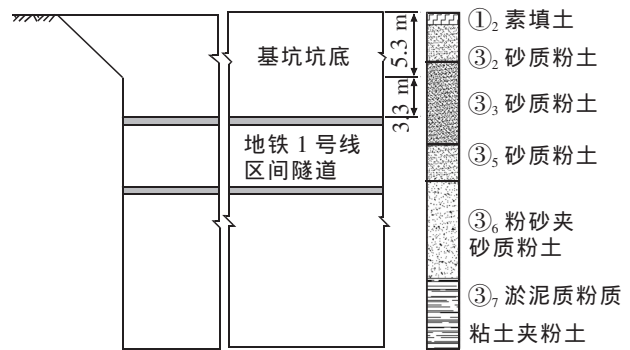 基坑坑底
地铁 1 号线
区间隧道
5.3 m
3.3 m
①₂ 素填土
③₂ 砂质粉土
③₃ 砂质粉土
③₅ 砂质粉土
③₆ 粉砂夹
砂质粉土
③₇ 淤泥质粉质
粘土夹粉土